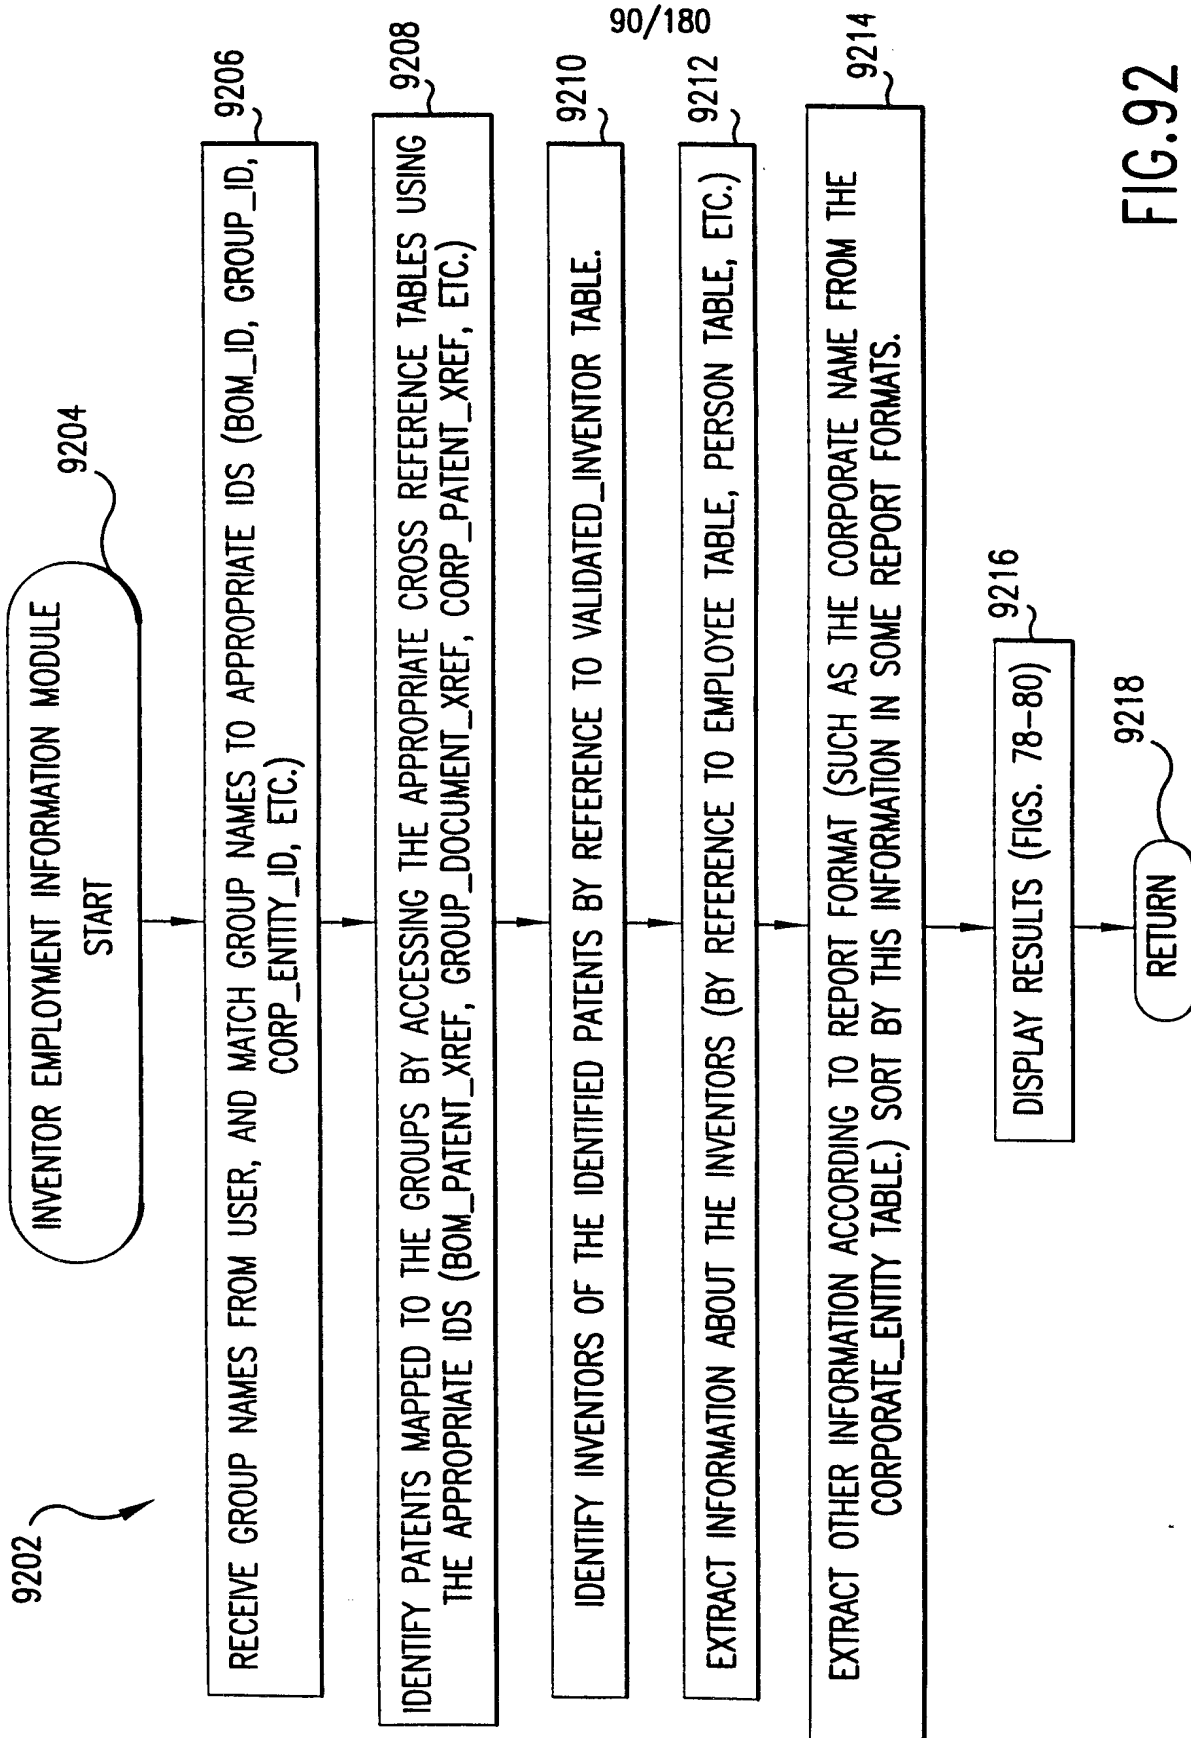 90/180
9202
INVENTOR EMPLOYMENT INFORMATION MODULE
START
9204
RECEIVE GROUP NAMES FROM USER, AND MATCH GROUP NAMES TO APPROPRIATE IDS (BOM_ID, GROUP_ID,
CORP_ENTITY_ID, ETC.)
9206
IDENTIFY PATENTS MAPPED TO THE GROUPS BY ACCESSING THE APPROPRIATE CROSS REFERENCE TABLES USING
THE APPROPRIATE IDS (BOM_PATENT_XREF, GROUP_DOCUMENT_XREF, CORP_PATENT_XREF, ETC.)
9208
IDENTIFY INVENTORS OF THE IDENTIFIED PATENTS BY REFERENCE TO VALIDATED_INVENTOR TABLE.
9210
EXTRACT INFORMATION ABOUT THE INVENTORS (BY REFERENCE TO EMPLOYEE TABLE, PERSON TABLE, ETC.)
9212
EXTRACT OTHER INFORMATION ACCORDING TO REPORT FORMAT (SUCH AS THE CORPORATE NAME FROM THE
CORPORATE_ENTITY TABLE.) SORT BY THIS INFORMATION IN SOME REPORT FORMATS.
9214
DISPLAY RESULTS (FIGS. 78-80)
9216
RETURN
9218
FIG.92